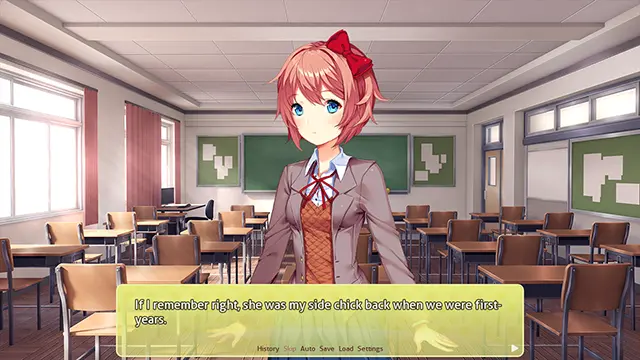 If I remember right, she was my side chick back when we were first-
years.
History Skip Auto Save Load Settings